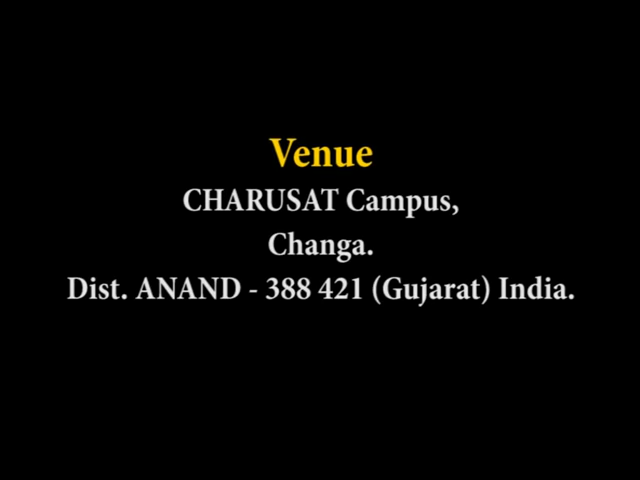 Venue
CHARUSAT Campus,
Changa.
Dist. ANAND - 388 421 (Gujarat) India.